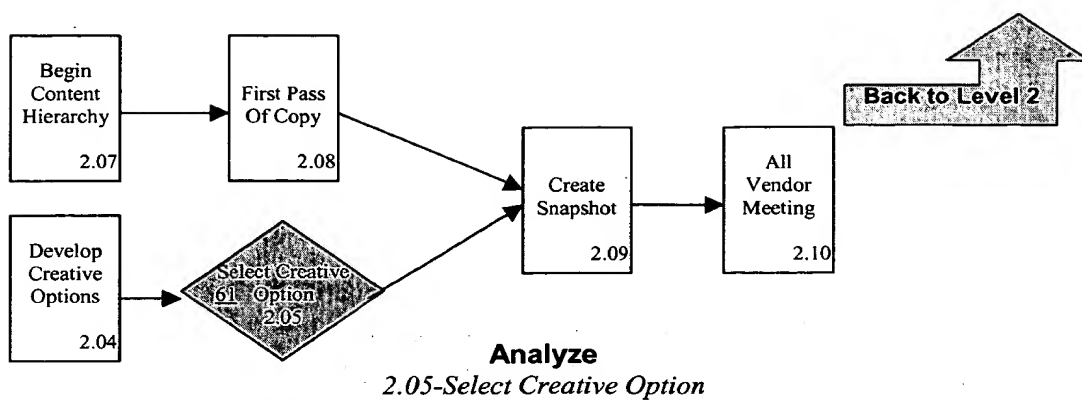 Begin
Content
Hierarchy
2.07
First Pass
Of Copy
2.08
Back to Level 2
Create
Snapshot
2.09
All
Vendor
Meeting
2.10
Develop
Creative
Options
2.04
Select Creative
61 Option
2.05
Analyze
2.05-Select Creative Option